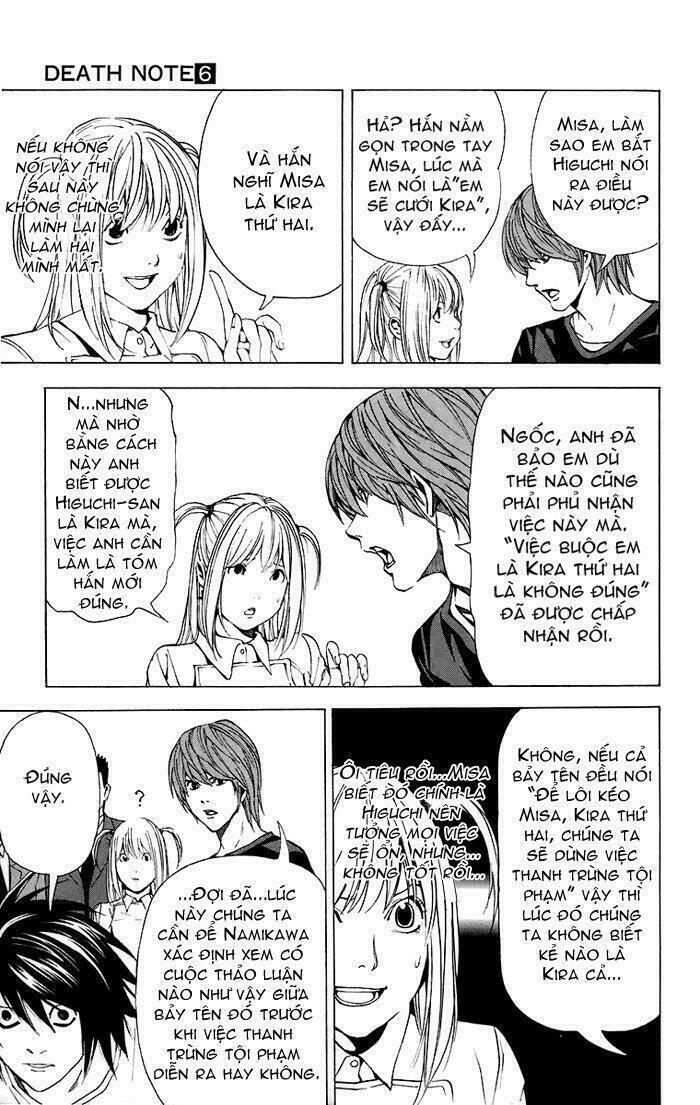 DEATH NOTE 6
MISA, LÀM
SAO EM BẮT
HIGUCHI NÓI
RA ĐIỀU
NÀY ĐƯỢC?
HẢ? HẮN NẰM
GỌN TRONG TAY
MISA, LÚC MÀ
EM NÓI LÀ"EM
SẼ CƯỚI KIRA",
VẬY ĐẤY...
VÀ HẮN
NGHĨ MISA
LÀ KIRA
THỨ HAI.
NẾU KHÔNG
NÓI VẬY THÌ
SAU NÀY
KHÔNG CHỪNG
MÌNH LẠI
LÀM HẠI
MÌNH MẤT.
NGỐC, ANH ĐÃ
BẢO EM DÙ
THẾ NÀO CŨNG
PHẢI PHỦ NHẬN
VIỆC NÀY MÀ.
"VIỆC BUỘC EM
LÀ KIRA THỨ HAI
LÀ KHÔNG ĐÚNG"
ĐÃ ĐƯỢC CHẤP
NHẬN RỒI.
N...NHƯNG
MÀ NHỜ
BẰNG CÁCH
NÀY ANH
BIẾT ĐƯỢC
HIGUCHI-SAN
LÀ KIRA MÀ,
VIỆC ANH CẦN
LÀM LÀ TÓM
HẮN MỚI
ĐÚNG.
KHÔNG, NẾU CẢ
BẢY TÊN ĐỀU NÓI
"ĐỂ LÔI KÉO
MISA, KIRA THỨ
HAI, CHÚNG TA
SẼ DỪNG VIỆC
THANH TRỪNG TỘI
PHẠM" VẬY THÌ
LÚC ĐÓ CHÚNG
TA KHÔNG BIẾT
KẺ NÀO LÀ
KIRA CẢ...
ÔI TIÊU RỒI...MISA
BIẾT ĐÓ CHÍNH LÀ
HIGUCHI NÊN
TƯỞNG MỌI VIỆC
SẼ ỔN, NHƯNG...
KHÔNG TỐT RỒI...
?
...ĐỢI ĐÃ...LÚC
NÀY CHÚNG TA
CẦN ĐỂ NAMIKAWA
XÁC ĐỊNH XEM CÓ
CUỘC THẢO LUẬN
NÀO NHƯ VẬY GIỮA
BẢY TÊN ĐÓ TRƯỚC
KHI VIỆC THANH
TRỪNG TỘI PHẠM
DIỄN RA HAY KHÔNG.
ĐÚNG
VẬY.